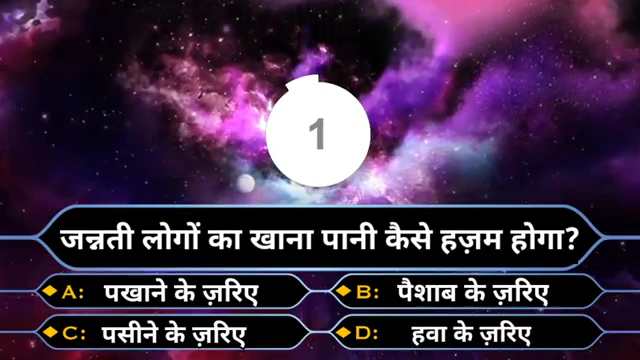 1
जन्नती लोगों का खाना पानी कैसे हज़म होगा?
A: पखाने के ज़रिए
B: पैशाब के ज़रिए
C: पसीने के ज़रिए
D: हवा के ज़रिए